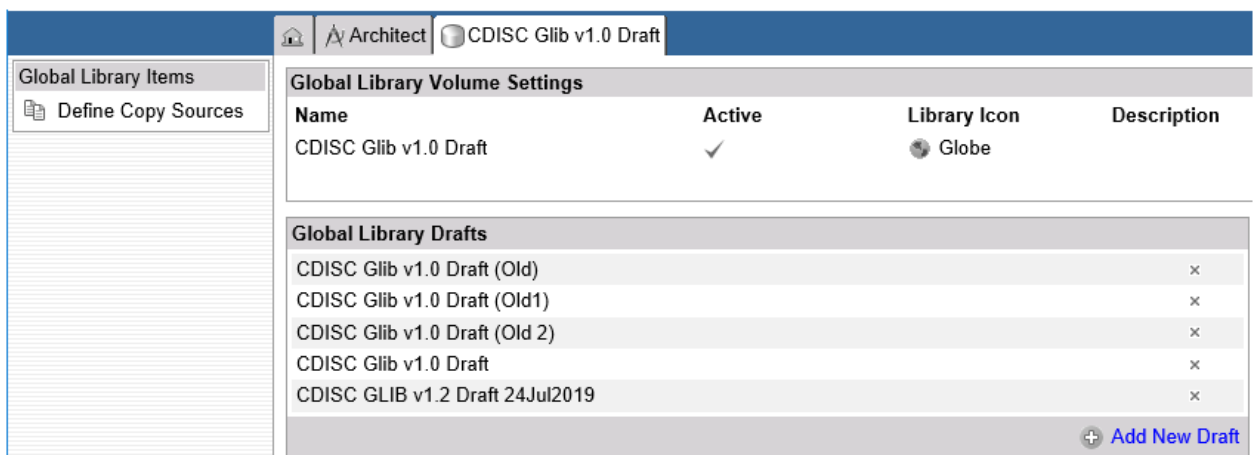 Architect CDISC Glib v1.0 Draft
Global Library Items
Define Copy Sources
Global Library Volume Settings
Name Active Library Icon Description
CDISC Glib v1.0 Draft Globe
Global Library Drafts
CDISC Glib v1.0 Draft (Old)
CDISC Glib v1.0 Draft (Old1)
CDISC Glib v1.0 Draft (Old 2)
CDISC Glib v1.0 Draft
CDISC GLIB v1.2 Draft 24Jul2019
Add New Draft